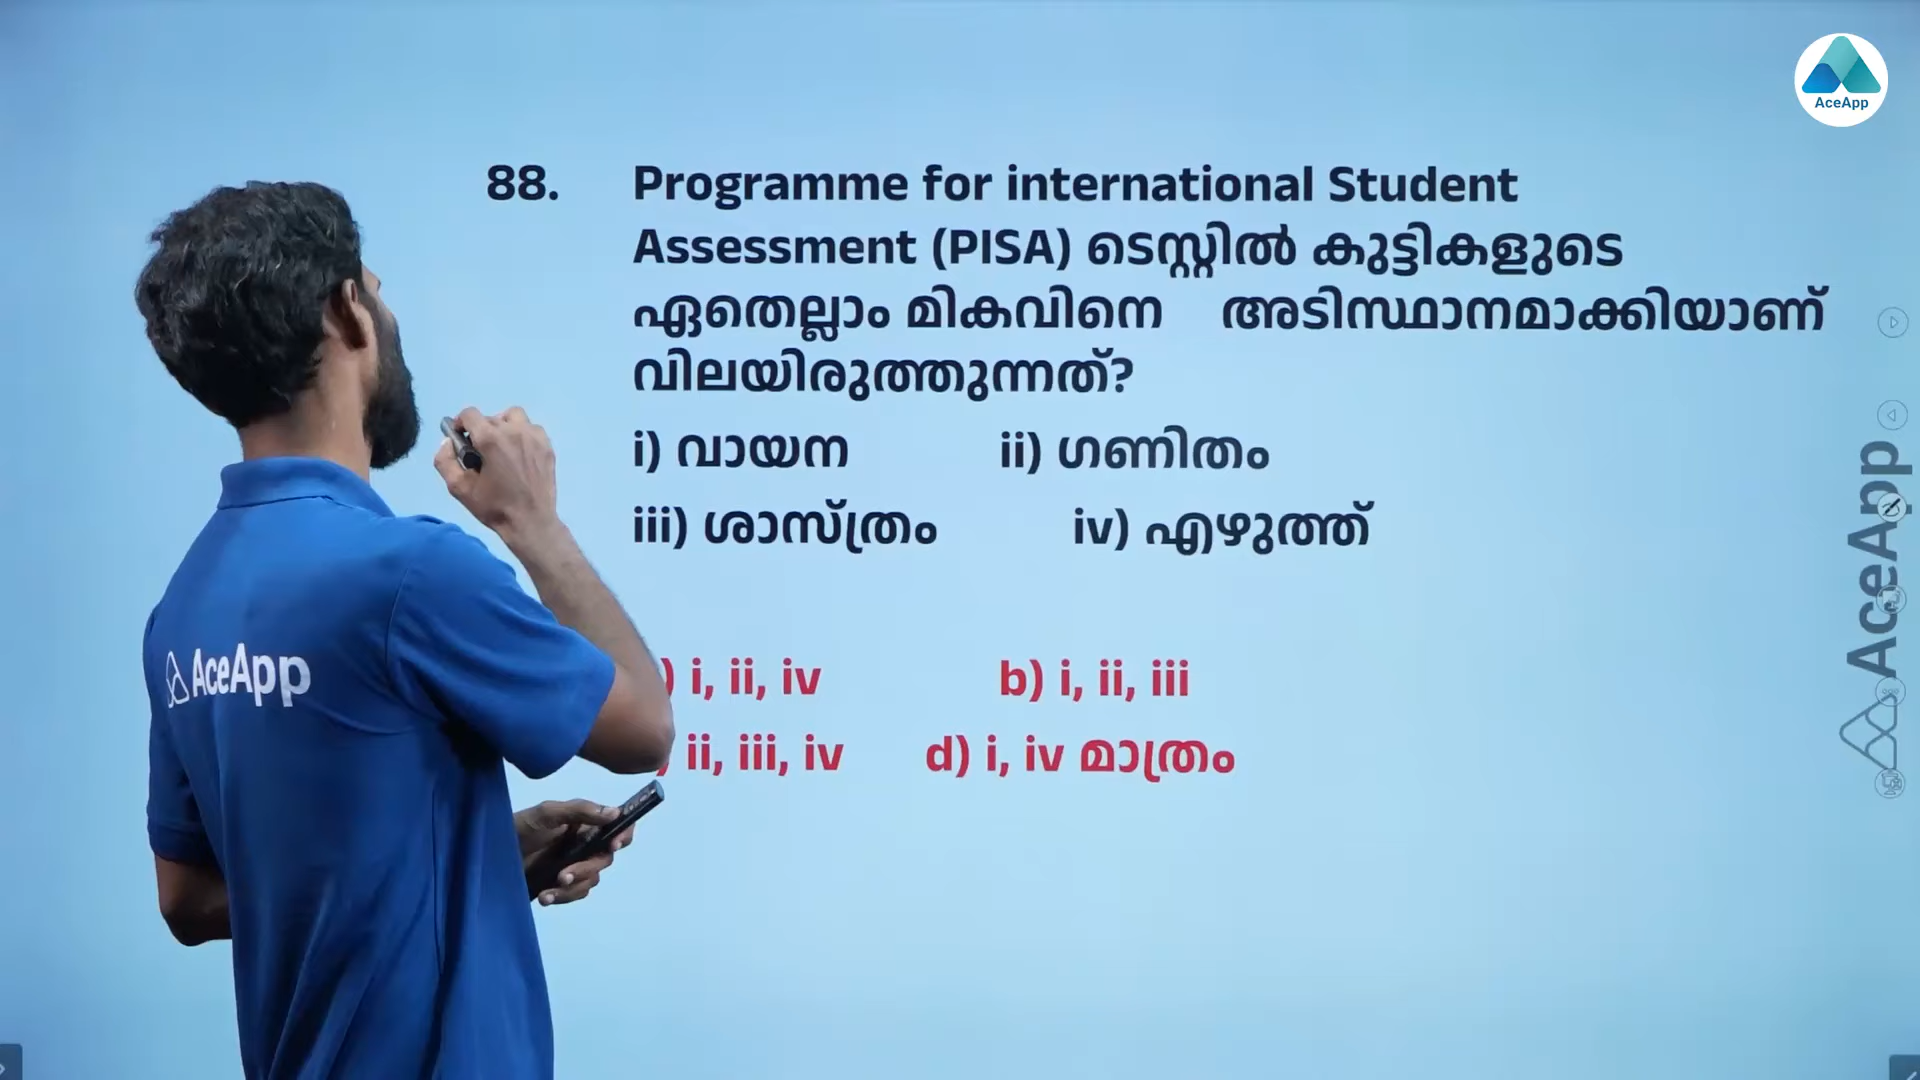 AceApp
88. Programme for international Student
Assessment (PISA) ടെസ്റ്റിൽ കുട്ടികളുടെ
ഏതെല്ലാം മികവിനെ അടിസ്ഥാനമാക്കിയാണ്
വിലയിരുത്തുന്നത്?
i) വായന ii) ഗണിതം
iii) ശാസ്ത്രം iv) എഴുത്ത്
) i, ii, iv b) i, ii, iii
) ii, iii, iv d) i, iv മാത്രം
AceApp
AceApp